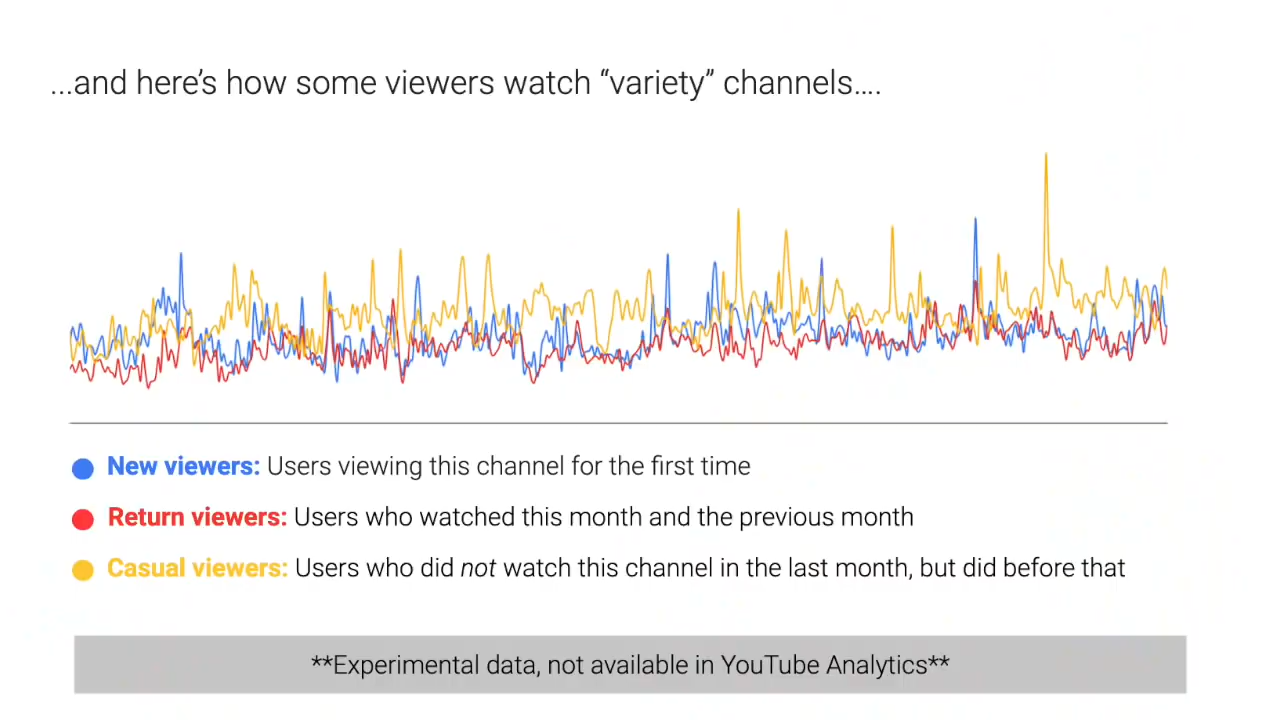 ...and here’s how some viewers watch “variety” channels....
New viewers: Users viewing this channel for the first time
Return viewers: Users who watched this month and the previous month
Casual viewers: Users who did not watch this channel in the last month, but did before that
**Experimental data, not available in YouTube Analytics**